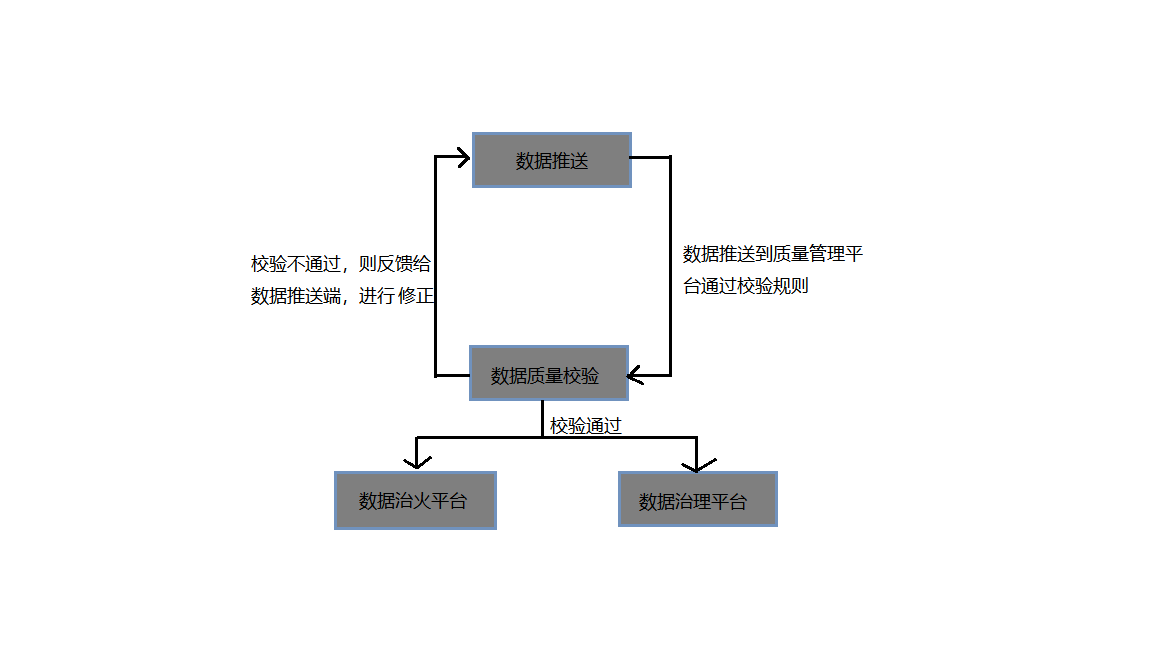 数据推送
校验不通过，则反馈给
数据推送端，进行修正
数据推送到质量管理平
台通过校验规则
数据质量校验
校验通过
数据治火平台
数据治理平台